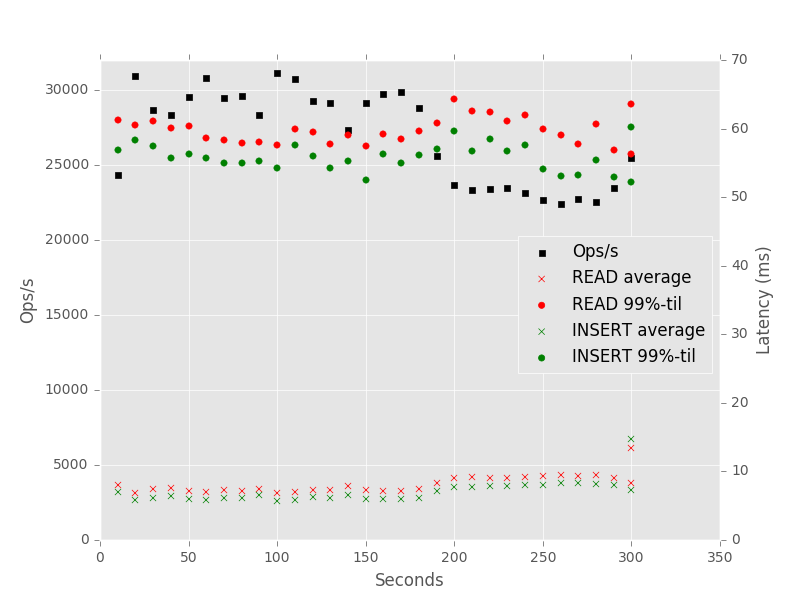 70
30000
60
25000
50
20000
40
15000
30
10000
20
5000
10
0
0
0
50
100
150
200
250
300
350
Seconds
Ops/s
Latency (ms)
Ops/s
READ average
READ 99%-til
INSERT average
INSERT 99%-til